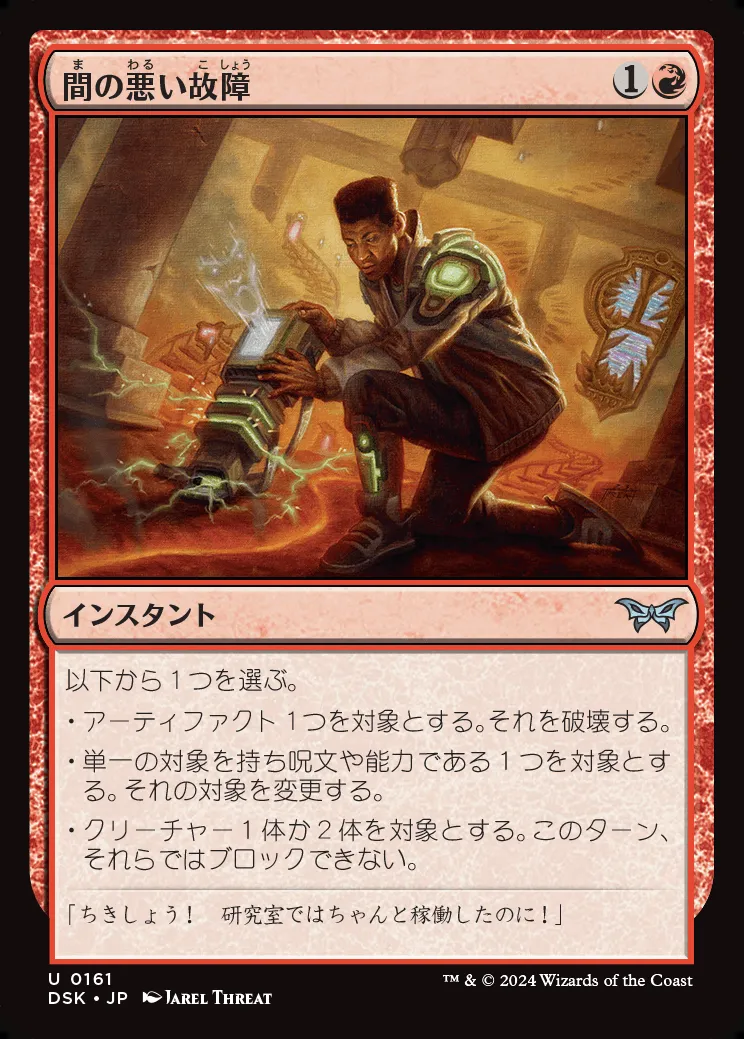 間の悪い故障
ま わる こ しょう
1
インスタント
以下から1つを選ぶ。
・アーティファクト1つを対象とする。それを破壊する。
・単一の対象を持ち呪文や能力である1つを対象とす
る。それの対象を変更する。
・クリーチャー1体か2体を対象とする。このターン、
それらではブロックできない。
「ちきしょう! 研究室ではちゃんと稼働したのに!」
U 0161
DSK • JP JAREL THREAT
™ & © 2024 Wizards of the Coast